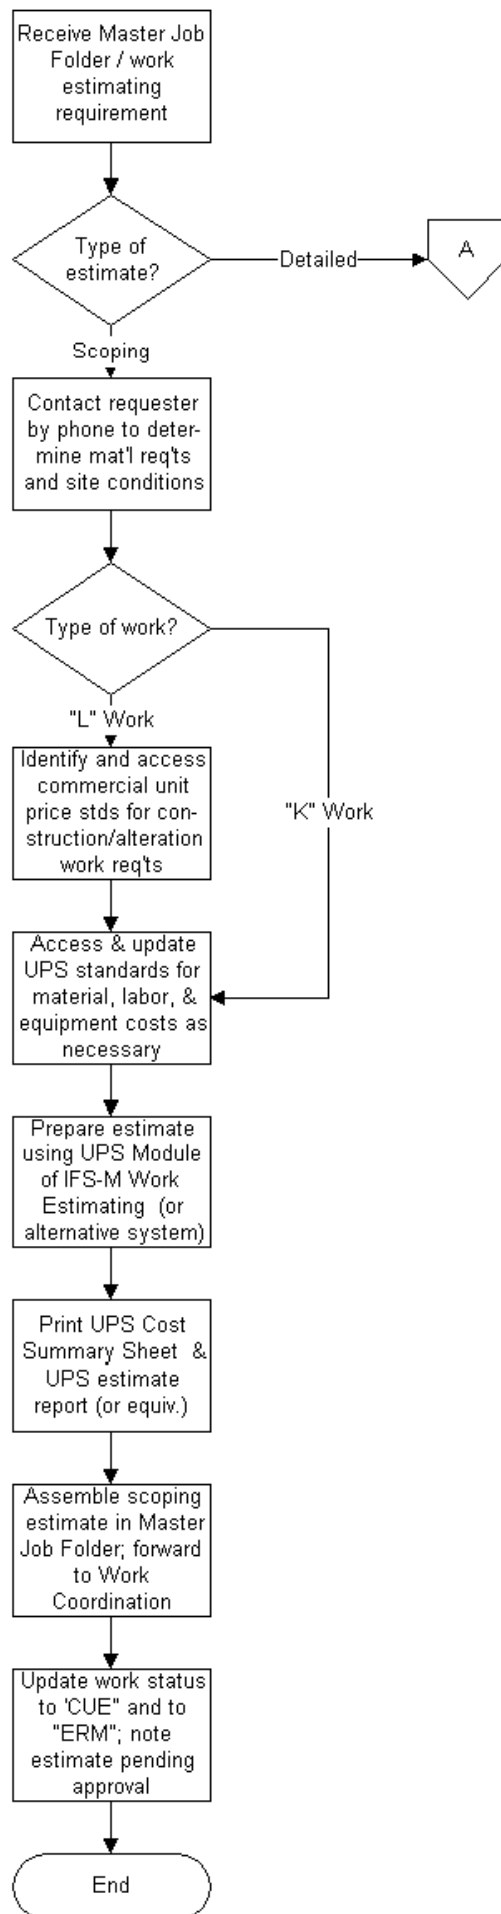 Receive Master Job
Folder / work
estimating
requirement
Type of
estimate?
Detailed
A
Scoping
Contact requester
by phone to deter-
mine mat'l req'ts
and site conditions
Type of work?
"L" Work
"K" Work
Identify and access
commercial unit
price stds for con-
struction/alteration
work req'ts
Access & update
UPS standards for
material, labor, &
equipment costs as
necessary
Prepare estimate
using UPS Module
of IFS-M Work
Estimating (or
alternative system)
Print UPS Cost
Summary Sheet &
UPS estimate
report (or equiv.)
Assemble scoping
estimate in Master
Job Folder; forward
to Work
Coordination
Update work status
to 'CUE" and to
"ERM"; note
estimate pending
approval
End